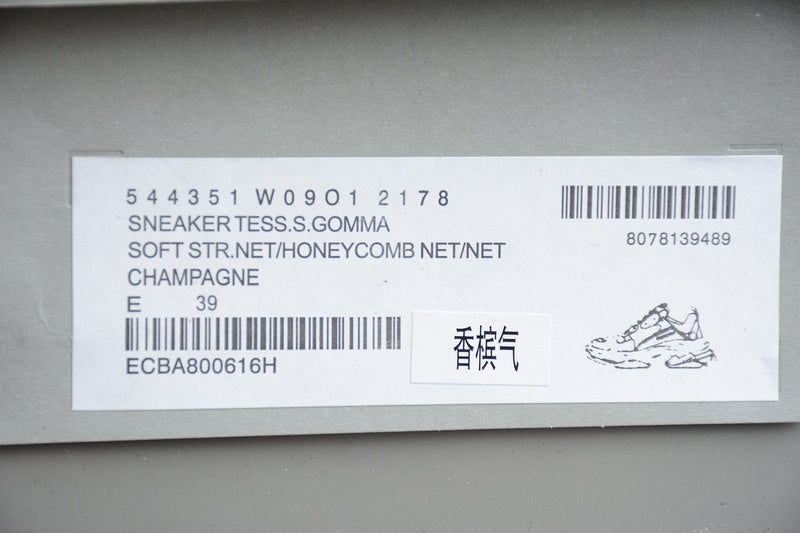 544351 W09O1 2178
SNEAKER TESS.S.GOMMA
SOFT STR.NET/HONEYCOMB NET/NET
CHAMPAGNE
E 39
ECBA800616H
8078139489
香槟气